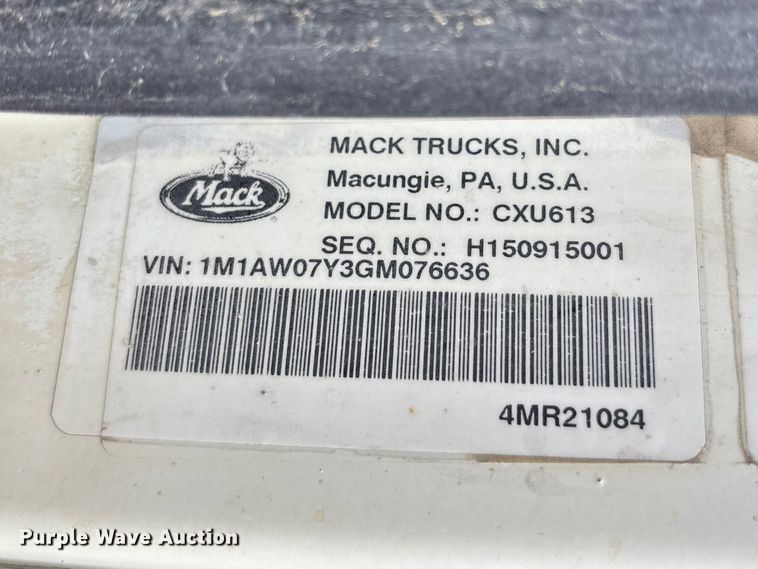 MACK TRUCKS, INC.
Macungie, PA, U.S.A.
Mack
MODEL NO.: CXU613
SEQ. NO.: H150915001
VIN: 1M1AW07Y3GM076636
4MR21084
Purple Wave Auction